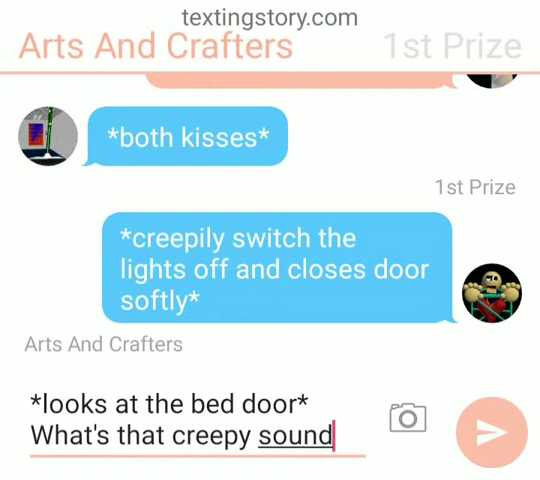 textingstory.com
Arts And Crafters
1st Prize
*both kisses*
1st Prize
*creepily switch the
lights off and closes door
softly*
Arts And Crafters
*looks at the bed door*
What's that creepy sound